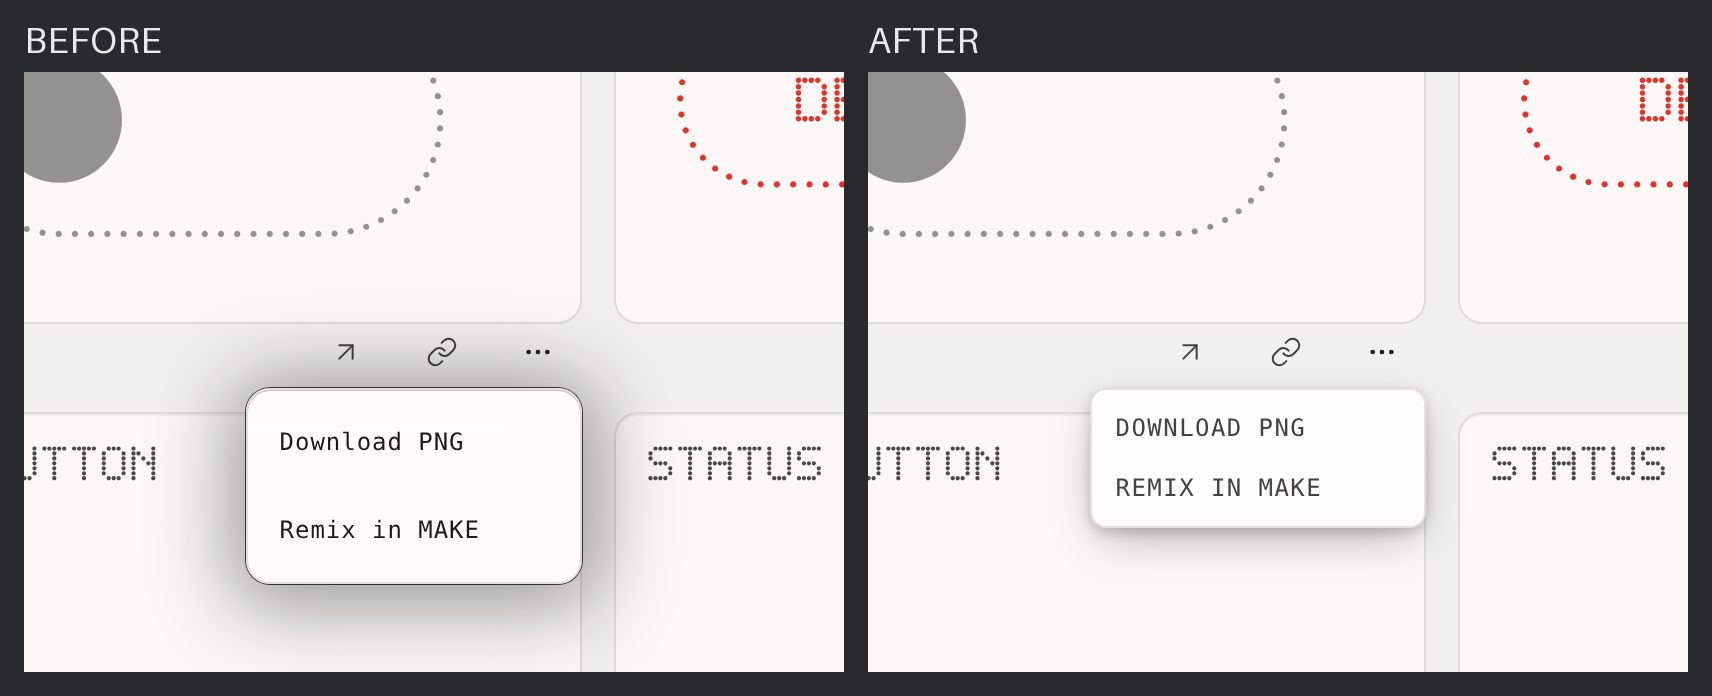 BEFORE
AFTER
Download PNG
Remix in MAKE
UTTON
STATUS
DOWNLOAD PNG
REMIX IN MAKE
UTTON
STATUS